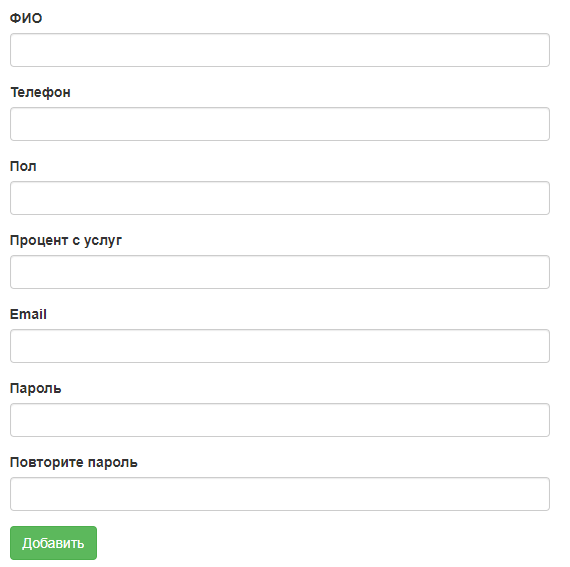 ФИО
Телефон
Пол
Процент с услуг
Email
Пароль
Повторите пароль
Добавить